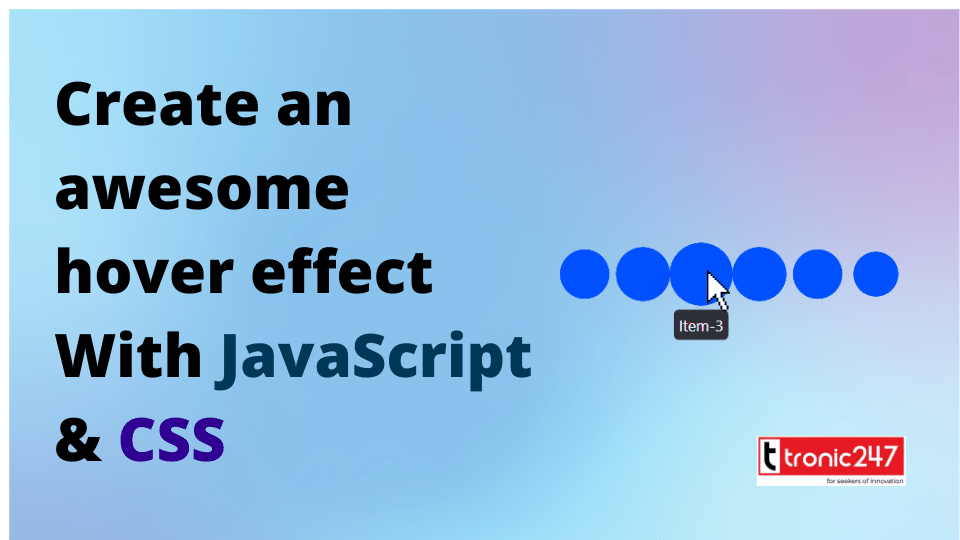 Create an
awesome
hover effect
With JavaScript
& CSS
Item-3
t tronic247
for seekers of innovation